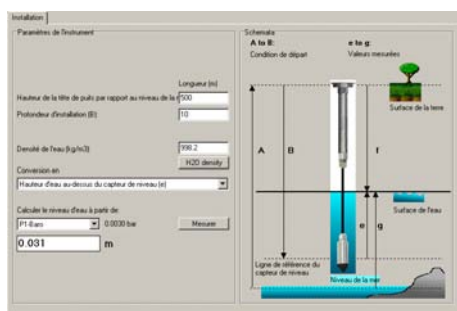 Installation
Paramètres de l'instrument
Longueur (m)
Hauteur de la tête de puits par rapport au niveau de la
500
Profondeur d'installation (B):
10
Densité de l'eau (kg/m3):
998.2
H2O density
Conversion en
Hauteur d'eau au-dessus du capteur de niveau (e)
Calculer le niveau d'eau à partir de:
P1-Baro
0.0030 bar
Mesurer
0.031
m
Schemata:
A to B:
Condition de départ
e to g:
Valeurs mesurées
Surface de la terre
A
B
f
Surface de l'eau
e
g
Ligne de référence du
capteur de niveau
Niveau de la mer